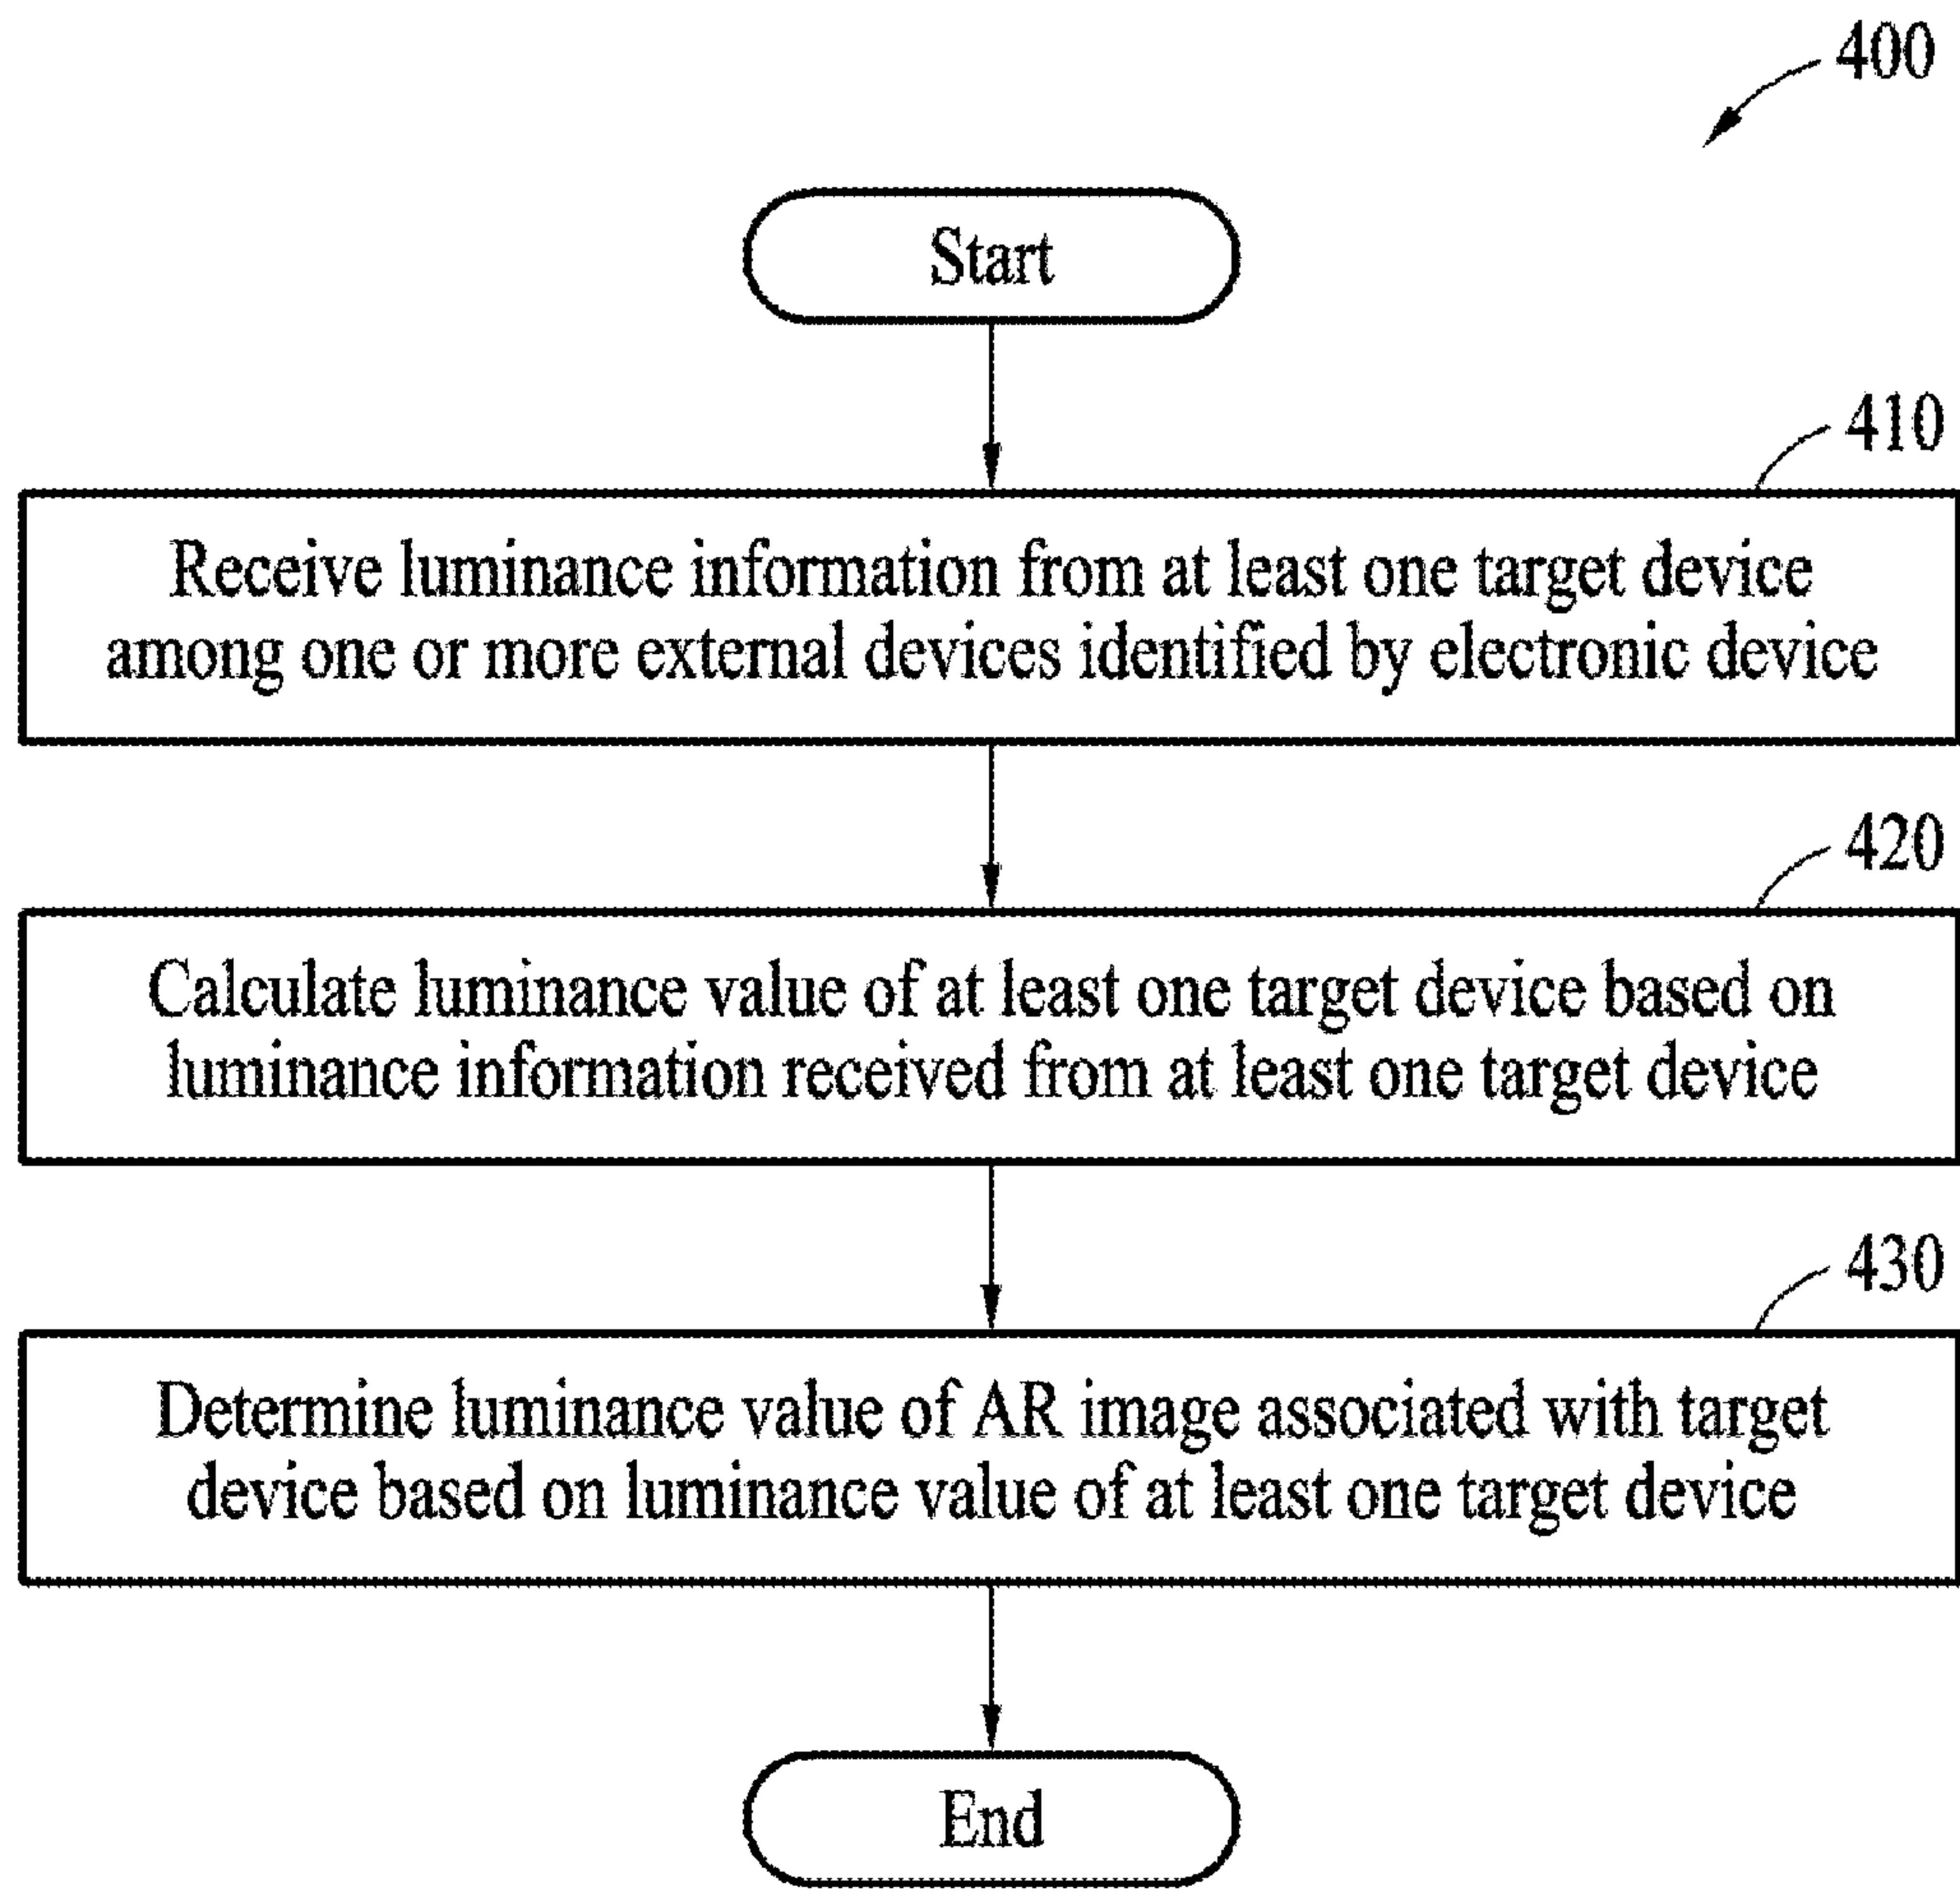 400
Start
410
Receive luminance information from at least one target device
among one or more external devices identified by electronic device
420
Calculate luminance value of at least one target device based on
luminance information received from at least one target device
430
Determine luminance value of AR image associated with target
device based on luminance value of at least one target device
End